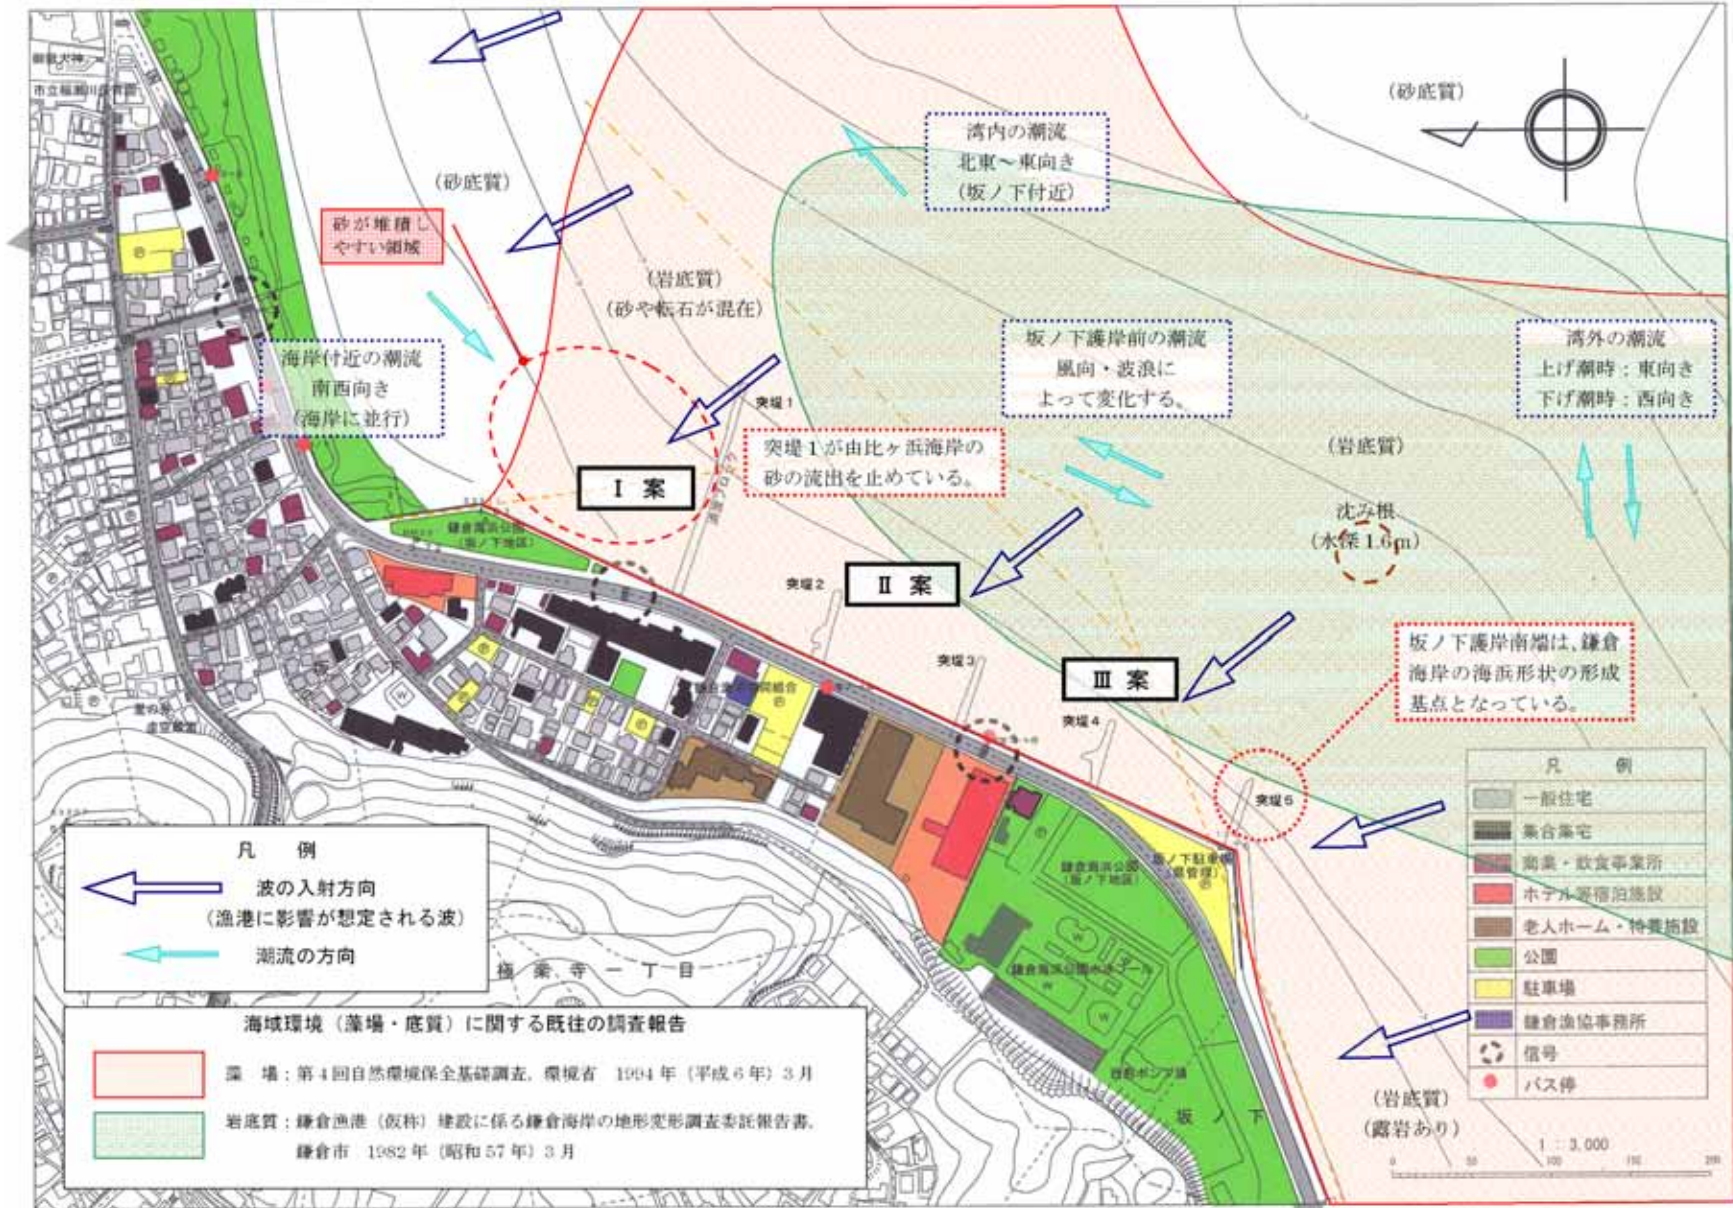 (砂底質)
湾内の潮流
北東～東向き
(坂ノ下付近)
(砂底質)
砂が堆積し
やすい領域
(岩底質)
(砂や転石が混在)
海岸付近の潮流
南西向き
(海岸に並行)
坂ノ下護岸前の潮流
風向・波浪に
よって変化する。
湾外の潮流
上げ潮時：東向き
下げ潮時：西向き
突堤1
突堤1が由比ヶ浜海岸の
砂の流出を止めている。
(岩底質)
沈み根
(水深1.6m)
Ⅰ 案
鎌倉海浜公園
(坂ノ下地区)
突堤2
Ⅱ 案
突堤3
Ⅲ 案
突堤4
坂ノ下護岸南端は、鎌倉
海岸の海浜形状の形成
基点となっている。
突堤5
鎌倉海浜公園
(坂ノ下地区)
坂ノ下駐車場
(県管理)
鎌倉海浜公園水泳プール
極楽寺一丁目
坂ノ下
(岩底質)
(露岩あり)
1：3,000
0 50 100 150 200
凡 例
一般住宅
集合集宅
商業・飲食事業所
ホテル等宿泊施設
老人ホーム・特養施設
公園
駐車場
鎌倉漁協事務所
信号
バス停
凡 例
波の入射方向
(漁港に影響が想定される波)
潮流の方向
海域環境（藻場・底質）に関する既往の調査報告
藻 場：第4回自然環境保全基礎調査、環境省 1994年（平成6年）3月
岩底質：鎌倉漁港（仮称）建設に係る鎌倉海岸の地形変形調査委託報告書、
鎌倉市 1982年（昭和57年）3月